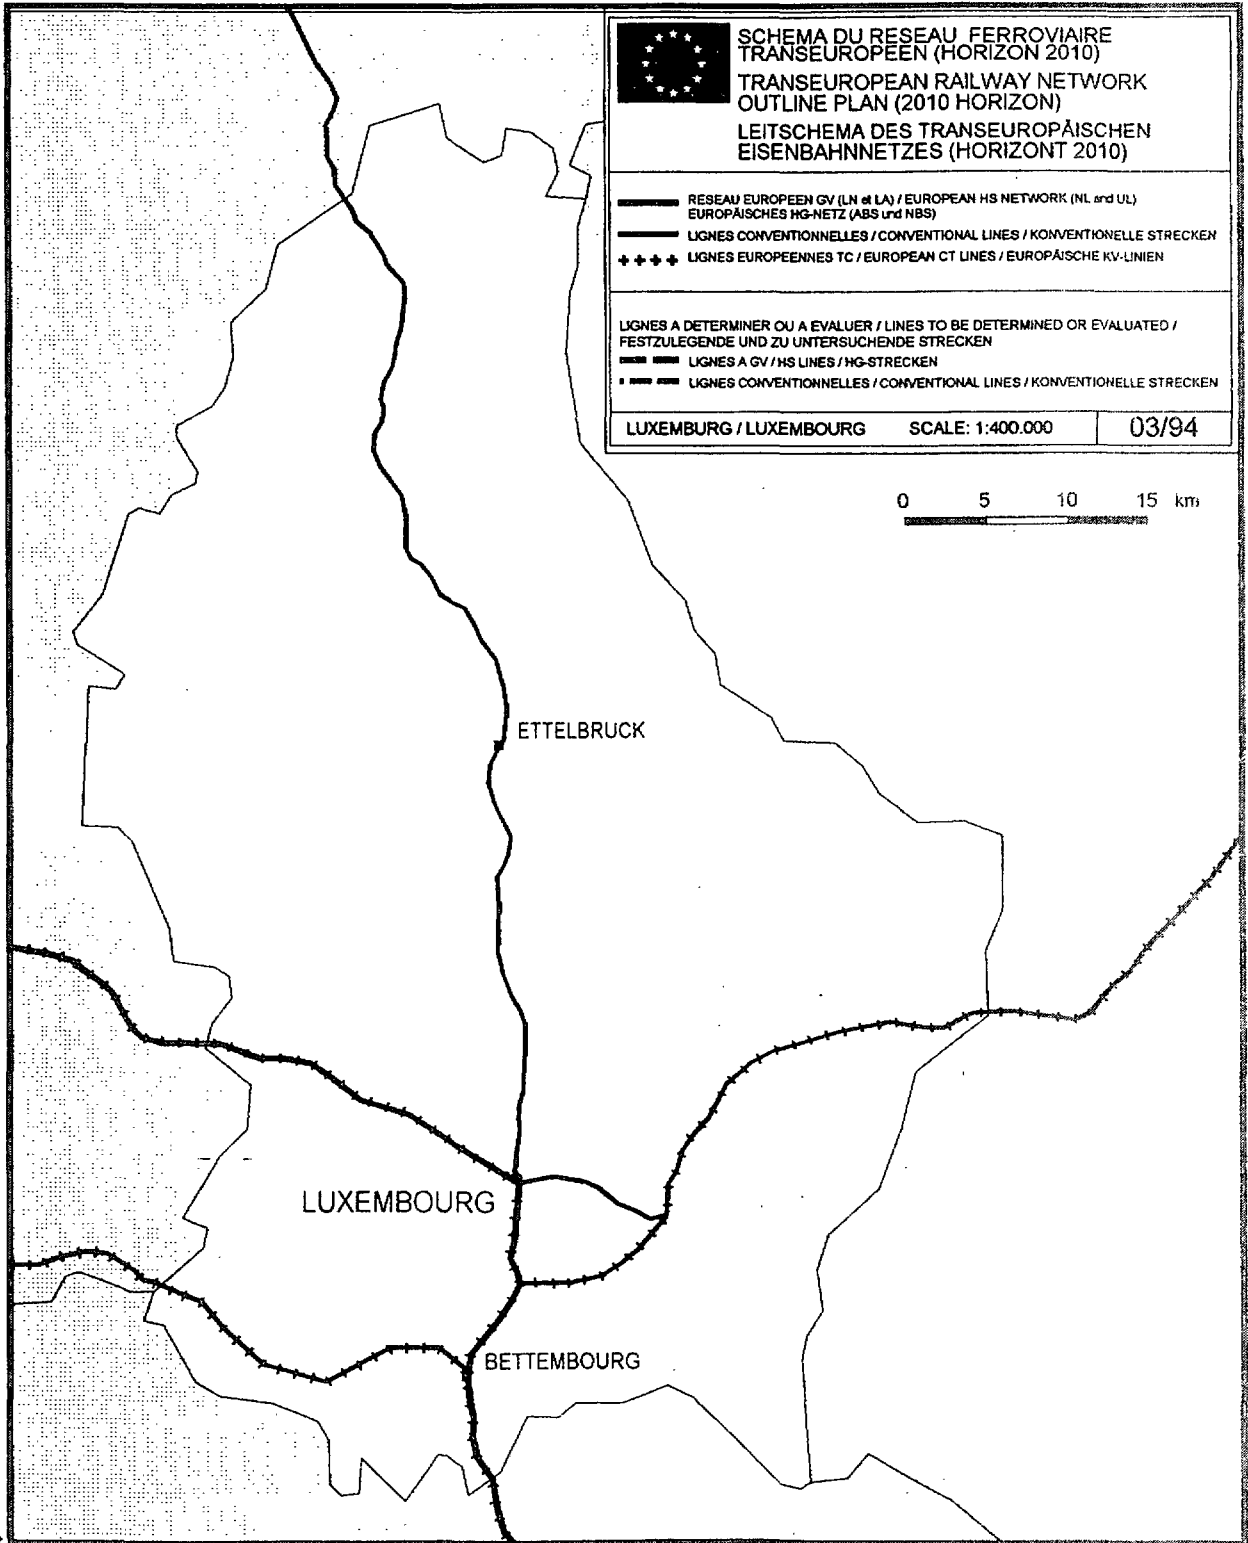 SCHEMA DU RESEAU FERROVIAIRE
TRANSEUROPEEN (HORIZON 2010)
TRANSEUROPEAN RAILWAY NETWORK
OUTLINE PLAN (2010 HORIZON)
LEITSCHEMA DES TRANSEUROPÄISCHEN
EISENBAHNNETZES (HORIZONT 2010)
RESEAU EUROPEEN GV (LN et LA) / EUROPEAN HS NETWORK (NL and UL)
EUROPÄISCHES HG-NETZ (ABS und NBS)
LIGNES CONVENTIONNELLES / CONVENTIONAL LINES / KONVENTIONELLE STRECKEN
LIGNES EUROPEENNES TC / EUROPEAN CT LINES / EUROPÄISCHE KV-LINIEN
LIGNES A DETERMINER OU A EVALUER / LINES TO BE DETERMINED OR EVALUATED /
FESTZULEGENDE UND ZU UNTERSUCHENDE STRECKEN
LIGNES A GV / HS LINES / HG-STRECKEN
LIGNES CONVENTIONNELLES / CONVENTIONAL LINES / KONVENTIONELLE STRECKEN
LUXEMBURG / LUXEMBOURG SCALE: 1:400.000 03/94
0 5 10 15 km
ETTELBRUCK
LUXEMBOURG
BETTEMBOURG